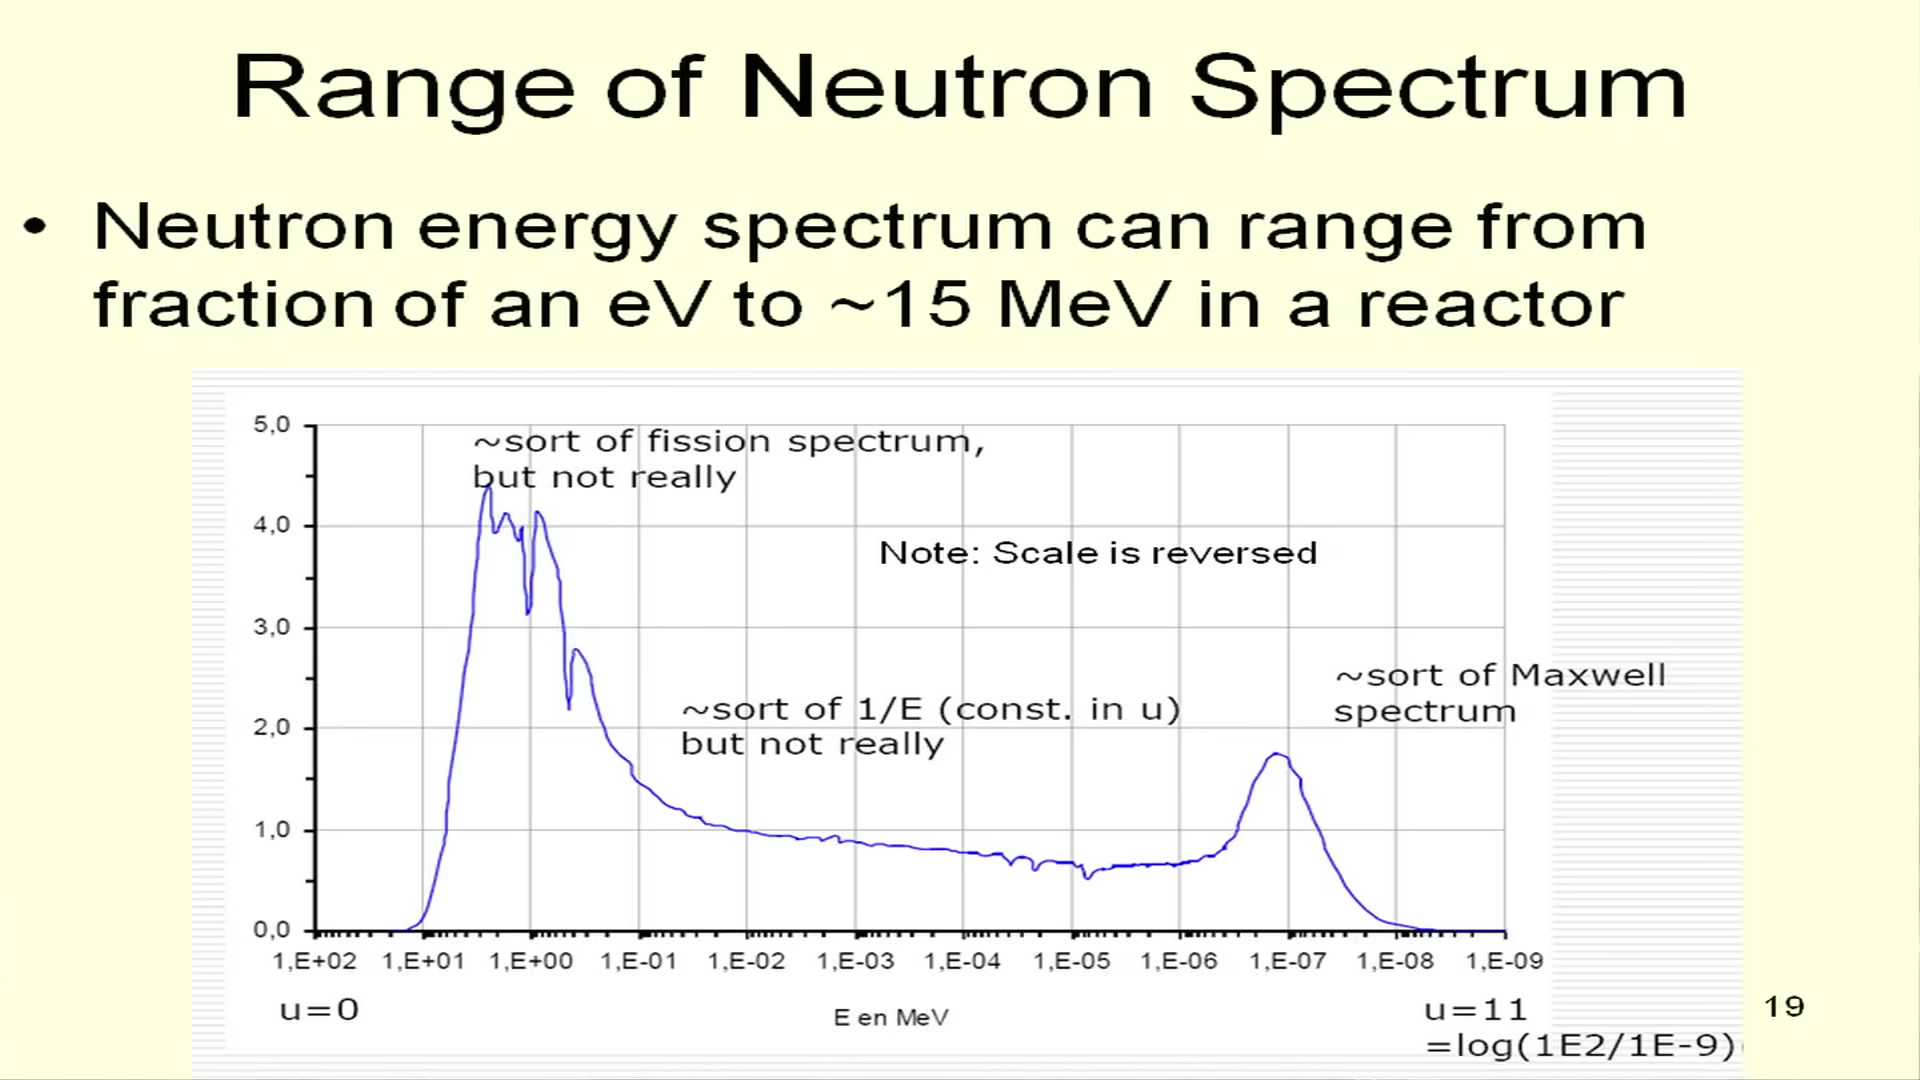 Range of Neutron Spectrum
• Neutron energy spectrum can range from
fraction of an eV to ~15 MeV in a reactor
5,0
4,0
3,0
2,0
1,0
0,0
~sort of fission spectrum,
but not really
Note: Scale is reversed
~sort of Maxwell
spectrum
~sort of 1/E (const. in u)
but not really
1,E+02 1,E+01 1,E+00 1,E-01 1,E-02 1,E-03 1,E-04 1,E-05 1,E-06 1,E-07 1,E-08 1,E-09
u=0
E en MeV
u=11
=log(1E2/1E-9)
19